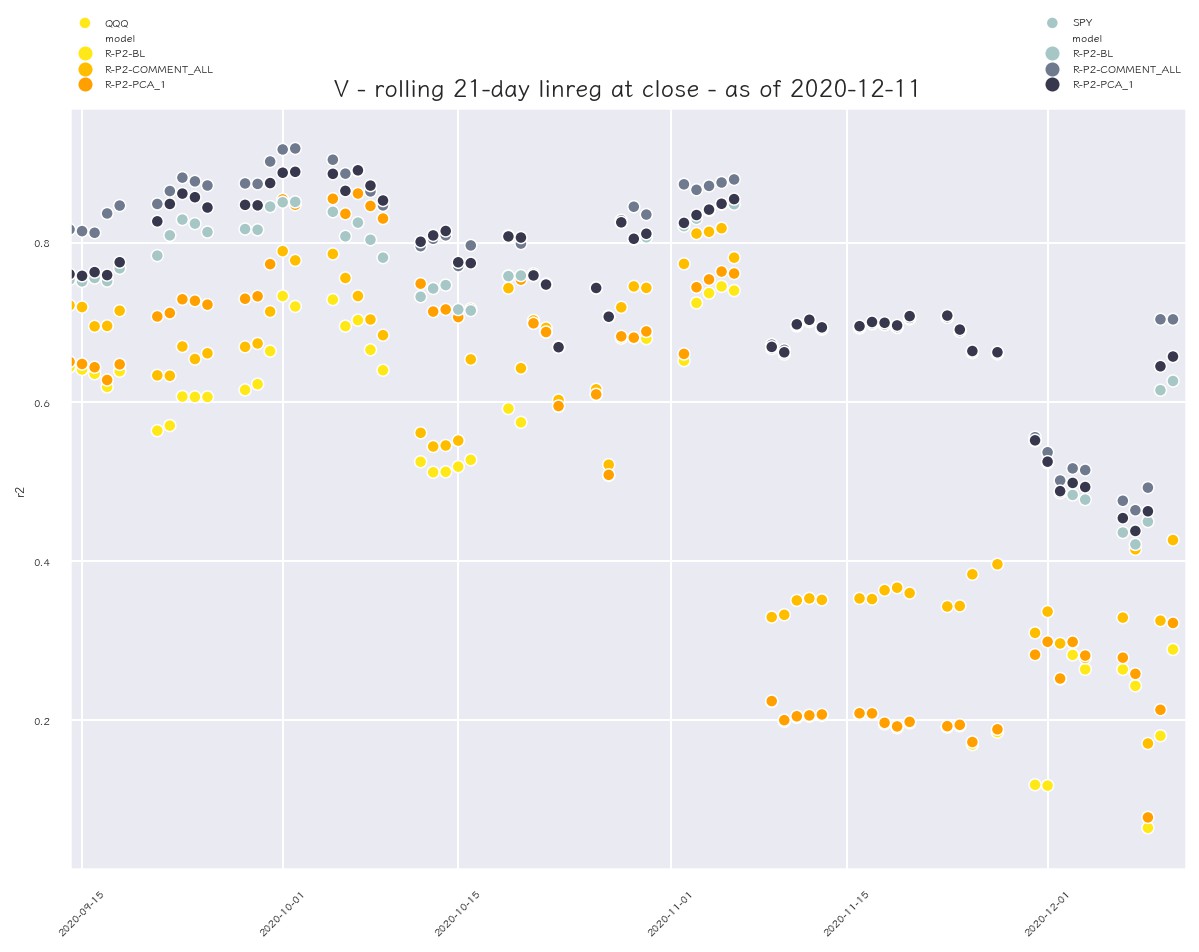 QQQ
model
R-P2-BL
R-P2-COMMENT_ALL
R-P2-PCA_1
SPY
model
R-P2-BL
R-P2-COMMENT_ALL
R-P2-PCA_1
V - rolling 21-day linreg at close - as of 2020-12-11
0.8
0.6
0.4
0.2
r2
2020-09-15
2020-10-01
2020-10-15
2020-11-01
2020-11-15
2020-12-01